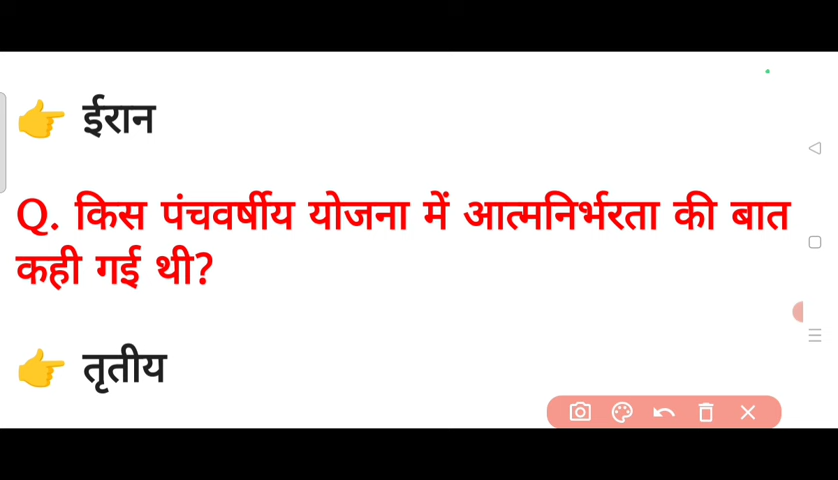 👉 ईरान
Q. किस पंचवर्षीय योजना में आत्मनिर्भरता की बात
कही गई थी?
👉 तृतीय